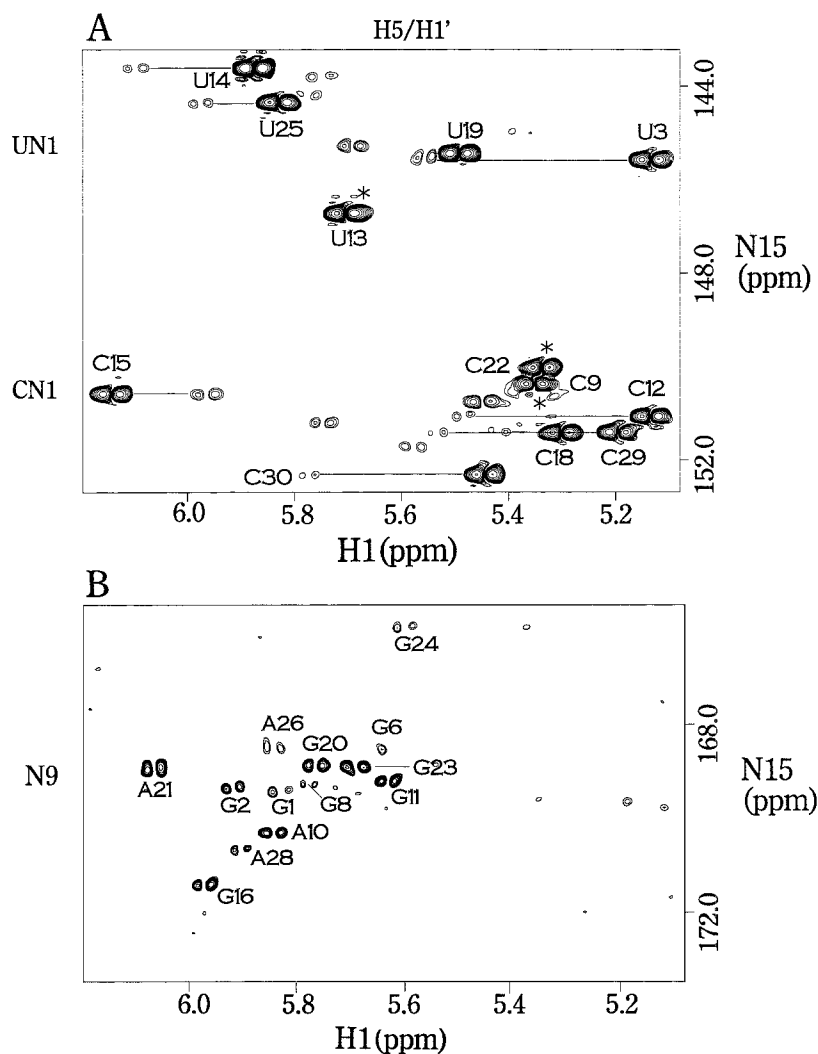 A
H5/H1'
U14
U25
U19
U3
UN1
*
U13
144.0
148.0
152.0
N15
(ppm)
*
C15
C22
C9
CN1
C12
*
C18
C29
C30
6.0
5.8
5.6
5.4
5.2
H1(ppm)
B
G24
A26
G6
G20
168.0
N9
A21
G23
N15
(ppm)
G2
G1
G8
G11
A10
A28
G16
172.0
6.0
5.8
5.6
5.4
5.2
H1(ppm)